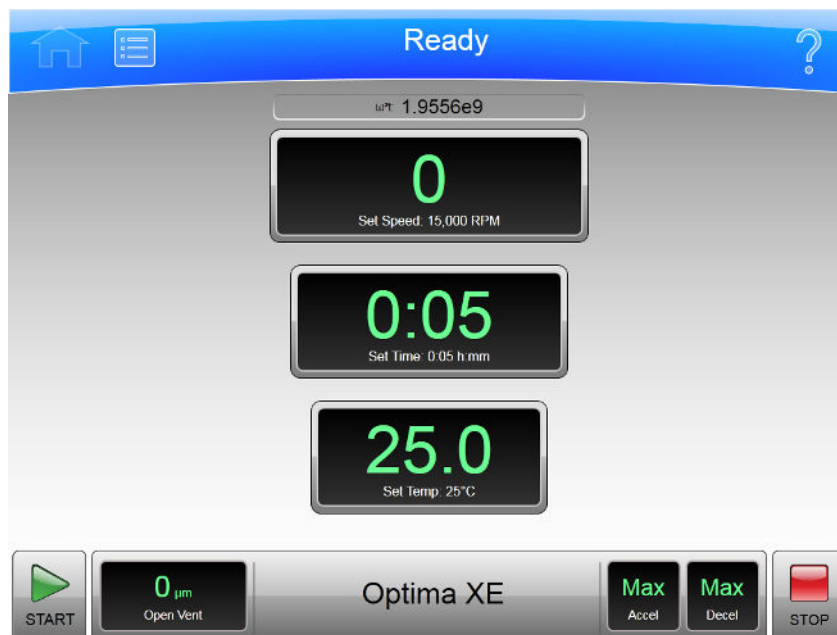 Ready
ω²t: 1.9556e9
0
Set Speed: 15,000 RPM
0:05
Set Time: 0:05 h:mm
25.0
Set Temp: 25°C
START
0 µm
Open Vent
Optima XE
Max
Accel
Max
Decel
STOP